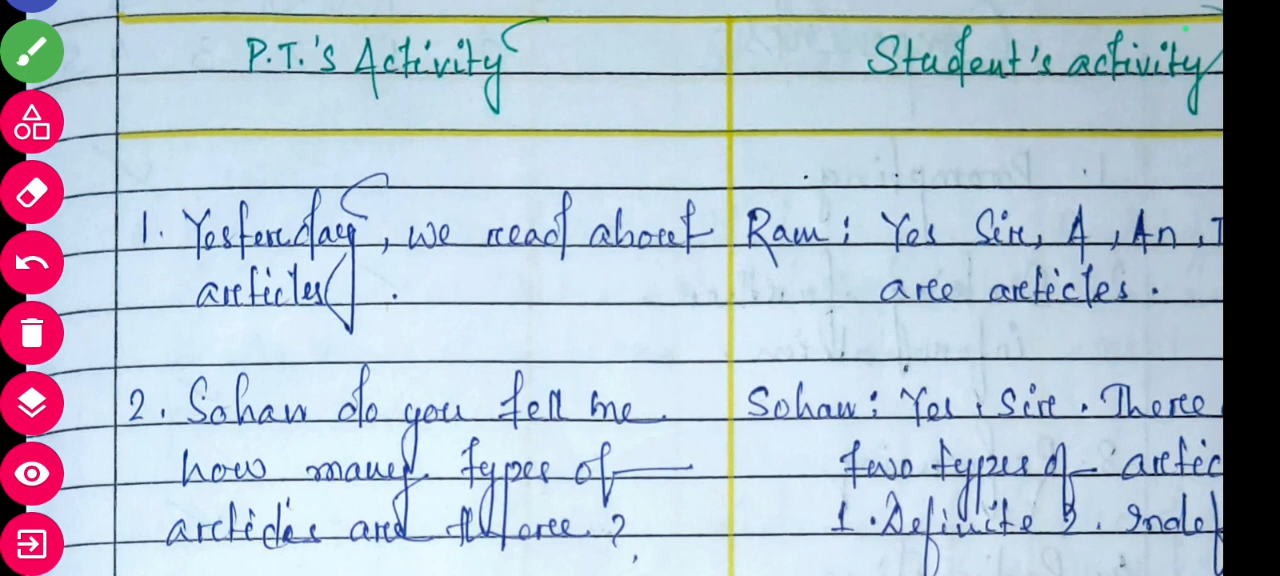 P.T.'s Activity
Student's activity
1. Yesterday, we read about
articles.
Ram: Yes Sir, A, An,
are articles.
2. Sohan do you tell me.
how many types of
articles are there?
Sohan: Yes, Sir. There
two types of
1. Definite 2.